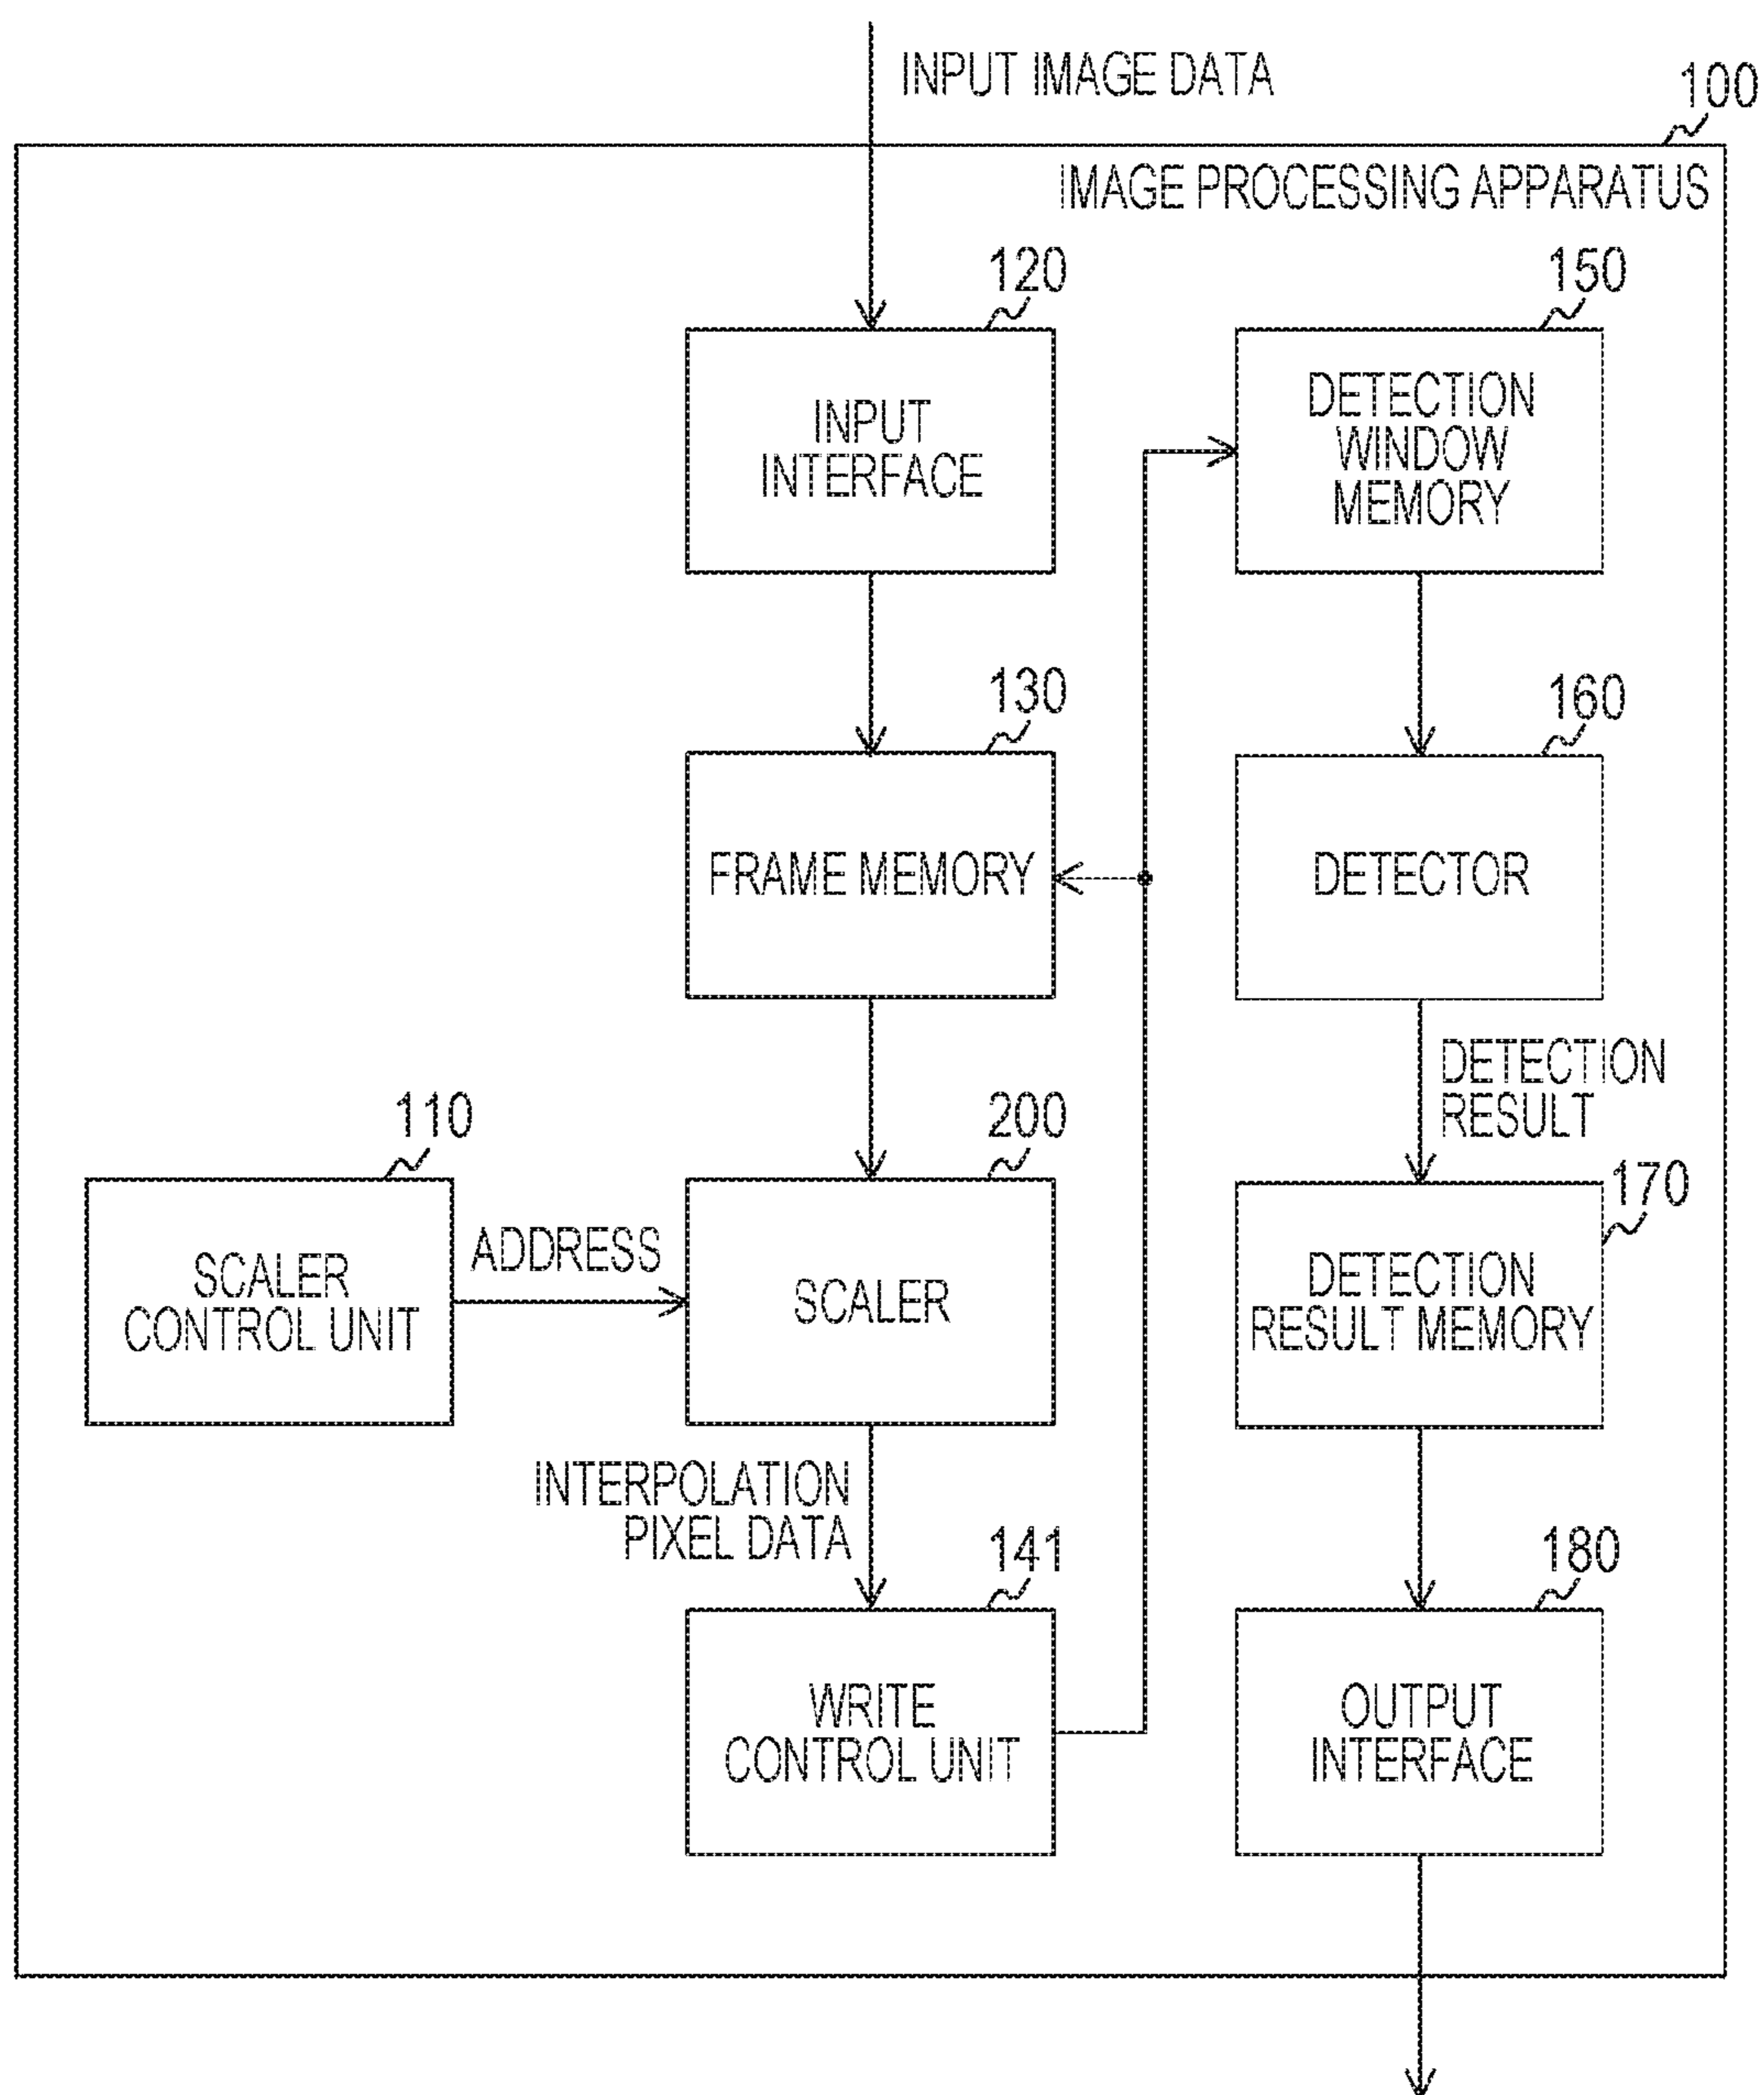 INPUT IMAGE DATA
100
IMAGE PROCESSING APPARATUS
120
INPUT
INTERFACE
150
DETECTION
WINDOW
MEMORY
130
FRAME MEMORY
160
DETECTOR
DETECTION
RESULT
110
SCALER
CONTROL UNIT
ADDRESS
200
SCALER
170
DETECTION
RESULT MEMORY
INTERPOLATION
PIXEL DATA
141
WRITE
CONTROL UNIT
180
OUTPUT
INTERFACE